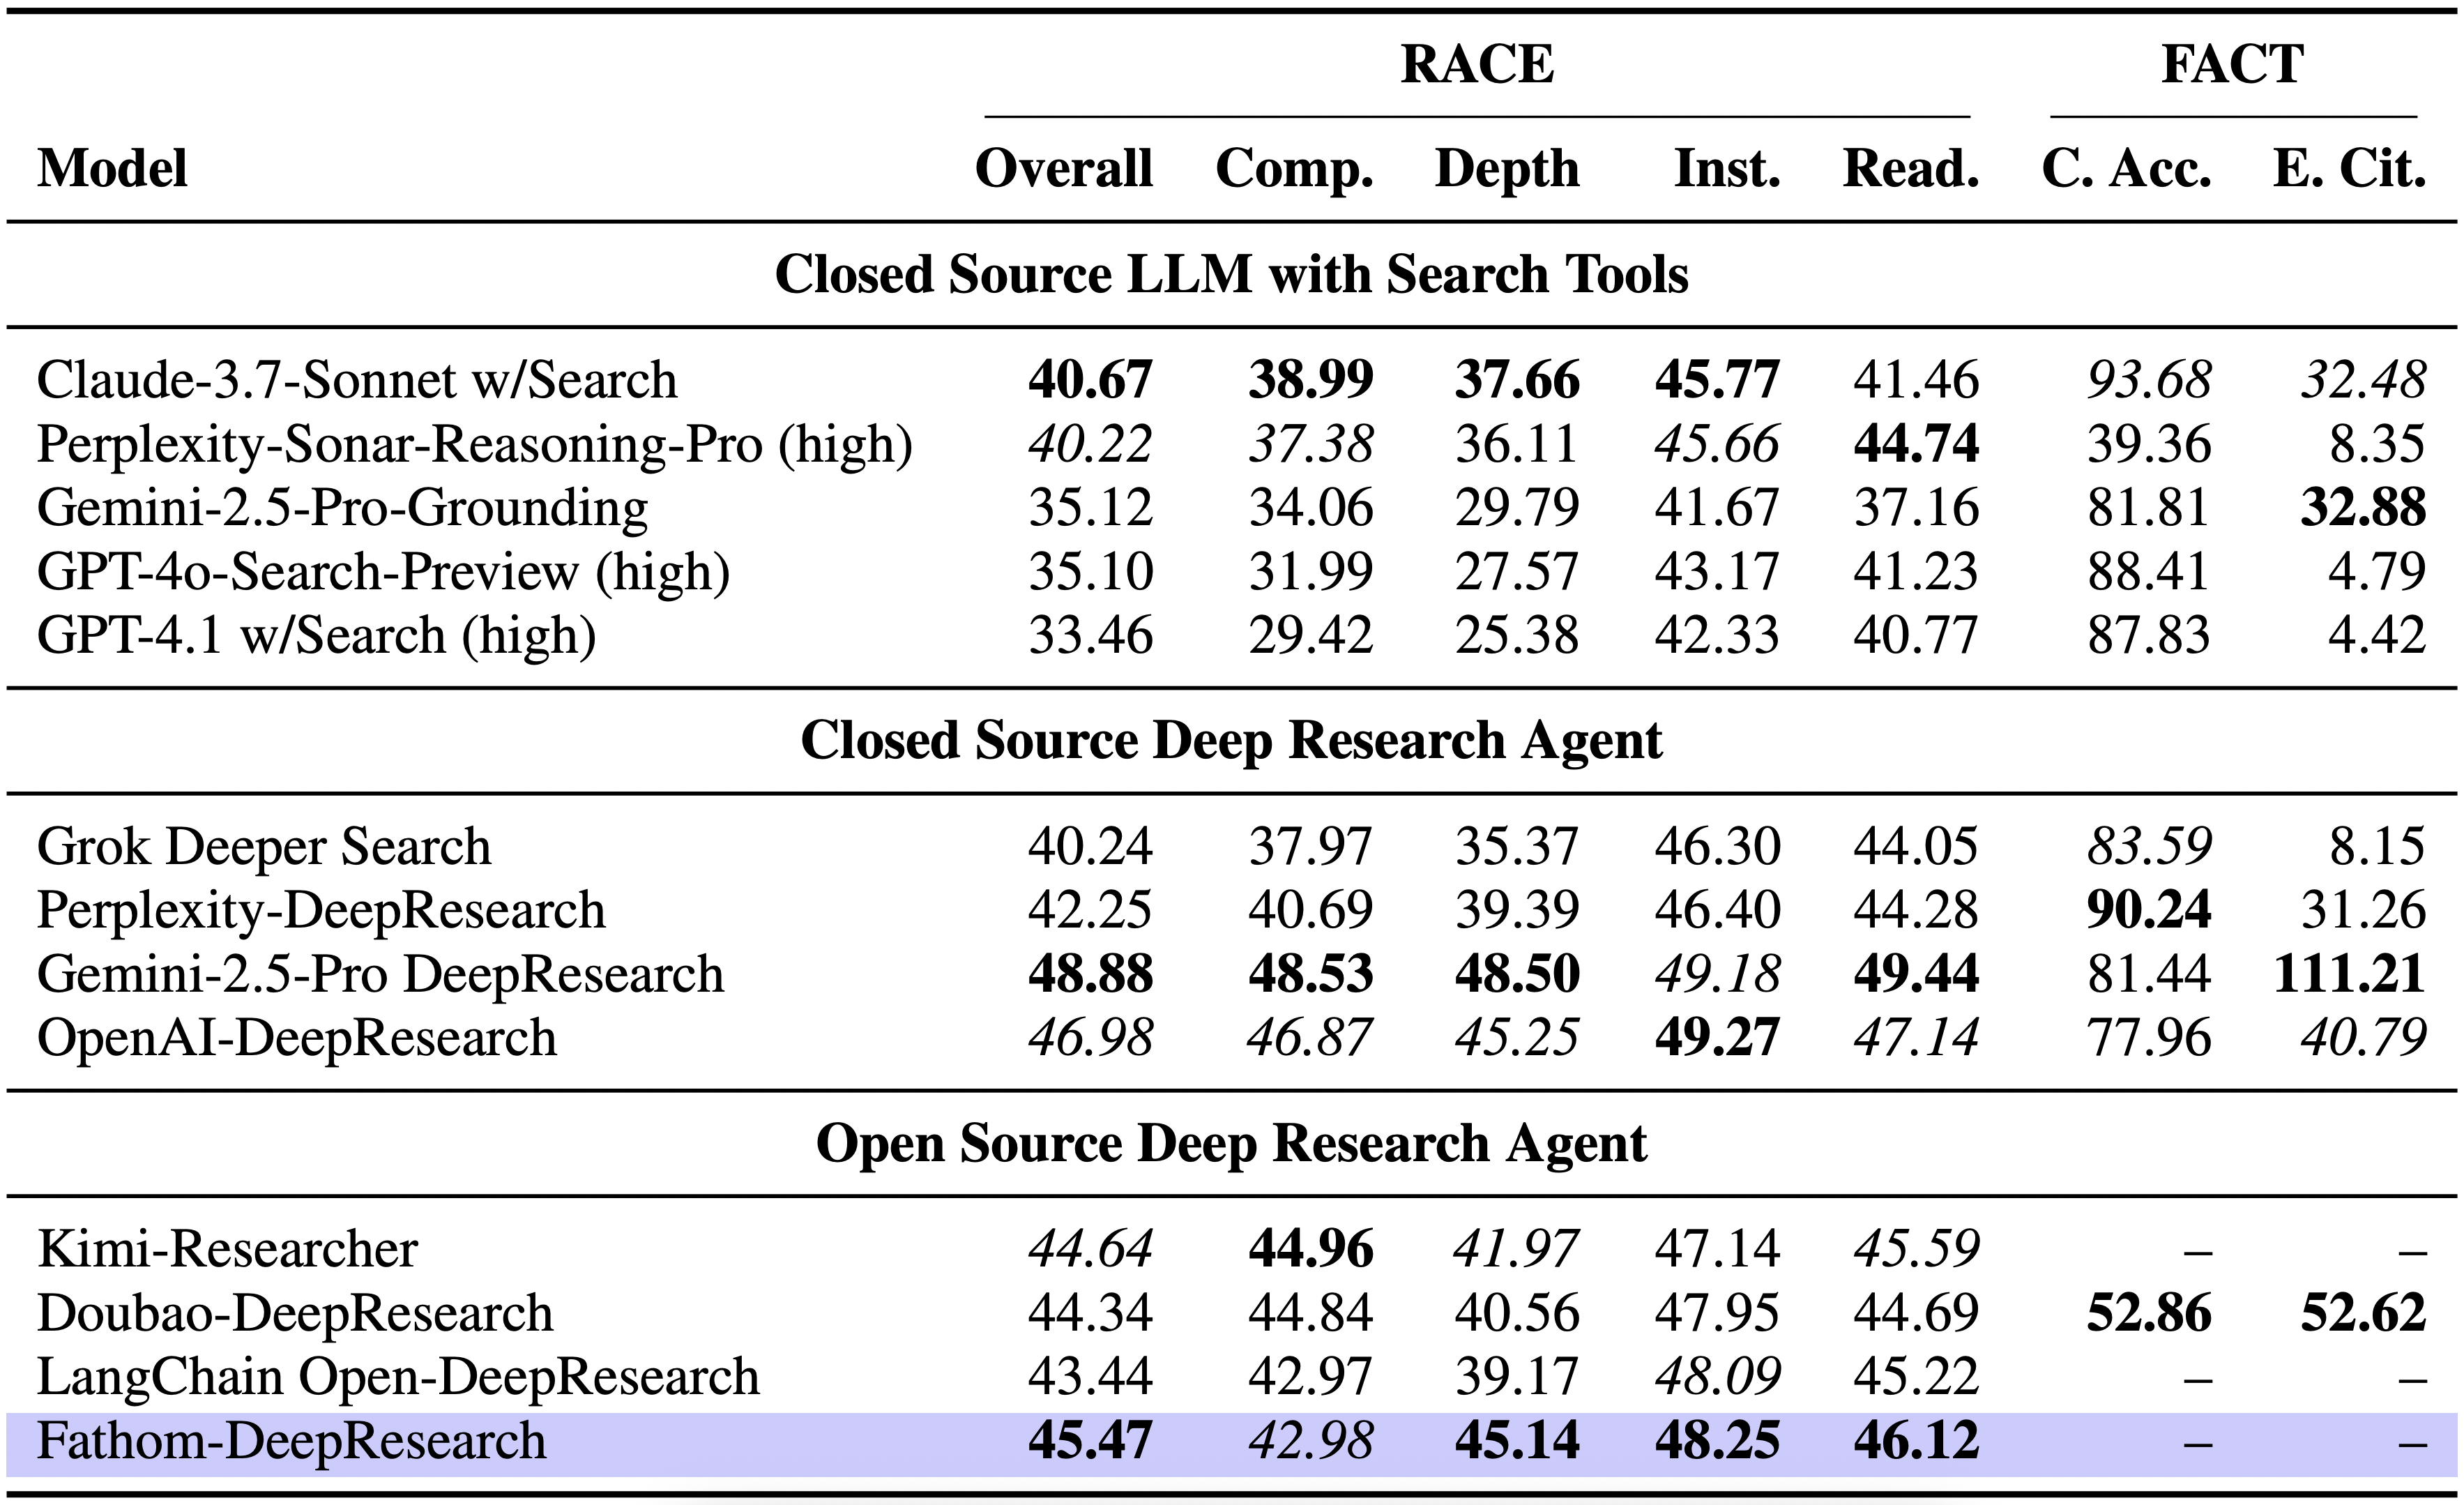 RACE FACT
Model Overall Comp. Depth Inst. Read. C. Acc. E. Cit.
Closed Source LLM with Search Tools
Claude-3.7-Sonnet w/Search 40.67 38.99 37.66 45.77 41.46 93.68 32.48
Perplexity-Sonar-Reasoning-Pro (high) 40.22 37.38 36.11 45.66 44.74 39.36 8.35
Gemini-2.5-Pro-Grounding 35.12 34.06 29.79 41.67 37.16 81.81 32.88
GPT-4o-Search-Preview (high) 35.10 31.99 27.57 43.17 41.23 88.41 4.79
GPT-4.1 w/Search (high) 33.46 29.42 25.38 42.33 40.77 87.83 4.42
Closed Source Deep Research Agent
Grok Deeper Search 40.24 37.97 35.37 46.30 44.05 83.59 8.15
Perplexity-DeepResearch 42.25 40.69 39.39 46.40 44.28 90.24 31.26
Gemini-2.5-Pro DeepResearch 48.88 48.53 48.50 49.18 49.44 81.44 111.21
OpenAI-DeepResearch 46.98 46.87 45.25 49.27 47.14 77.96 40.79
Open Source Deep Research Agent
Kimi-Researcher 44.64 44.96 41.97 47.14 45.59 – –
Doubao-DeepResearch 44.34 44.84 40.56 47.95 44.69 52.86 52.62
LangChain Open-DeepResearch 43.44 42.97 39.17 48.09 45.22 – –
Fathom-DeepResearch 45.47 42.98 45.14 48.25 46.12 – –